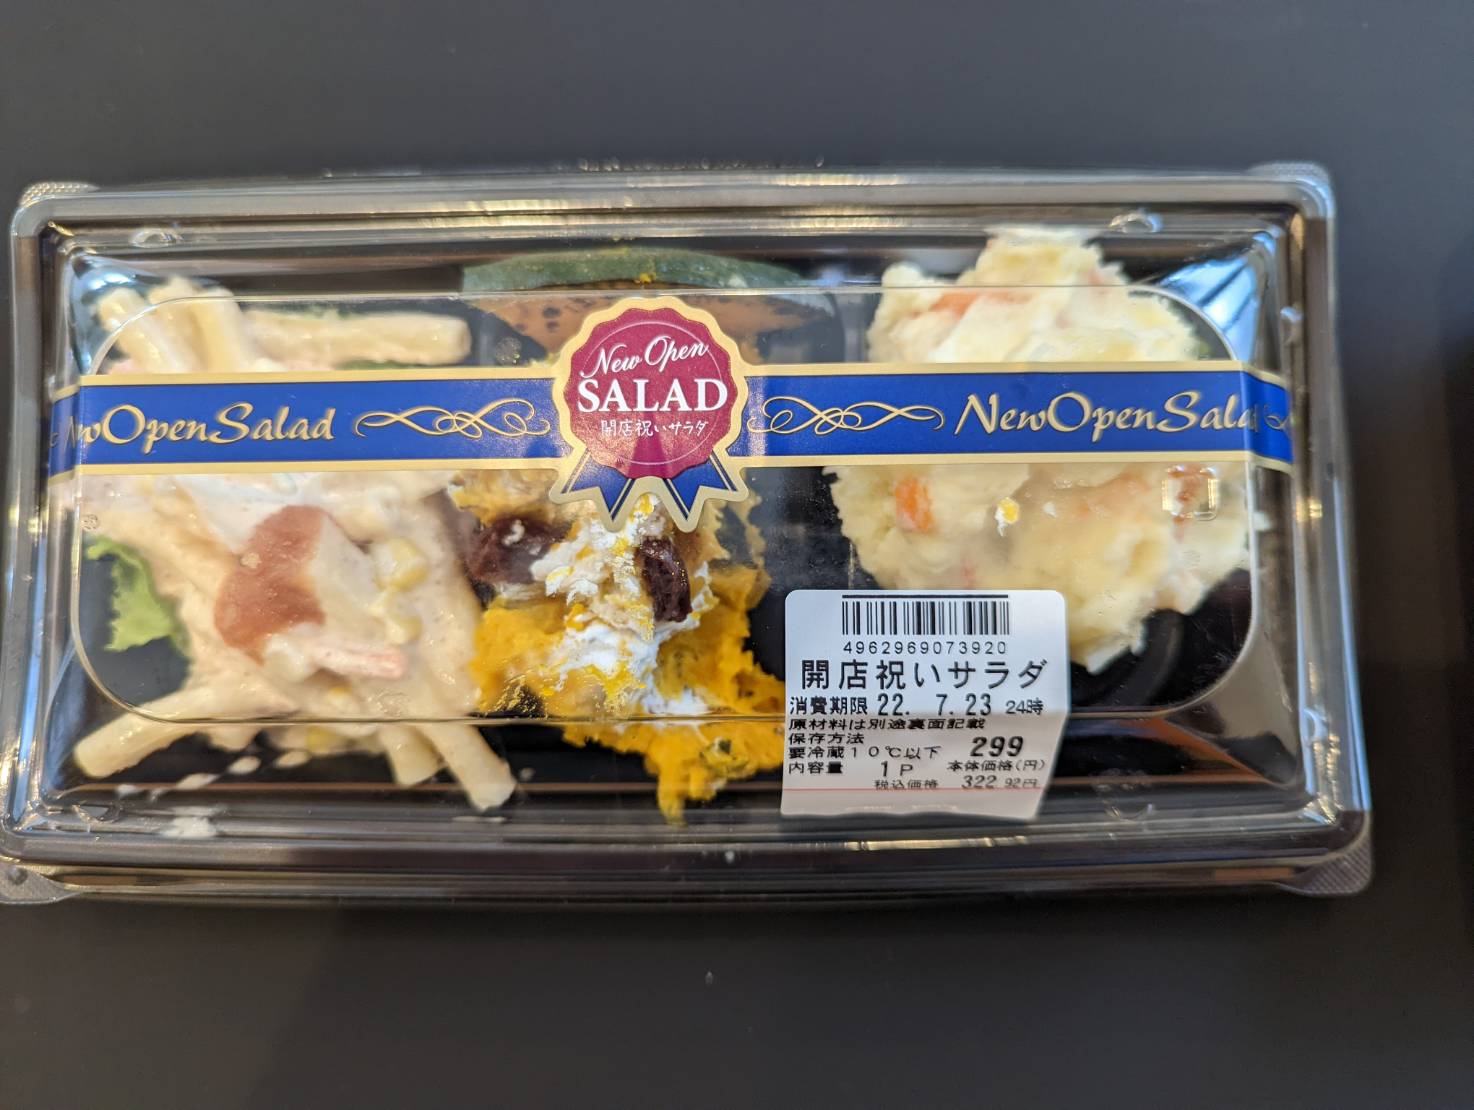 New Open
SALAD
開店祝いサラダ
wOpenSalad
NewOpenSalad
4962969073920
開店祝いサラダ
消費期限 22. 7.23 24時
原材料は別途裏面記載
保存方法
要冷蔵10℃以下 299
内容量 1P 本体価格(円)
税込価格 322.92円